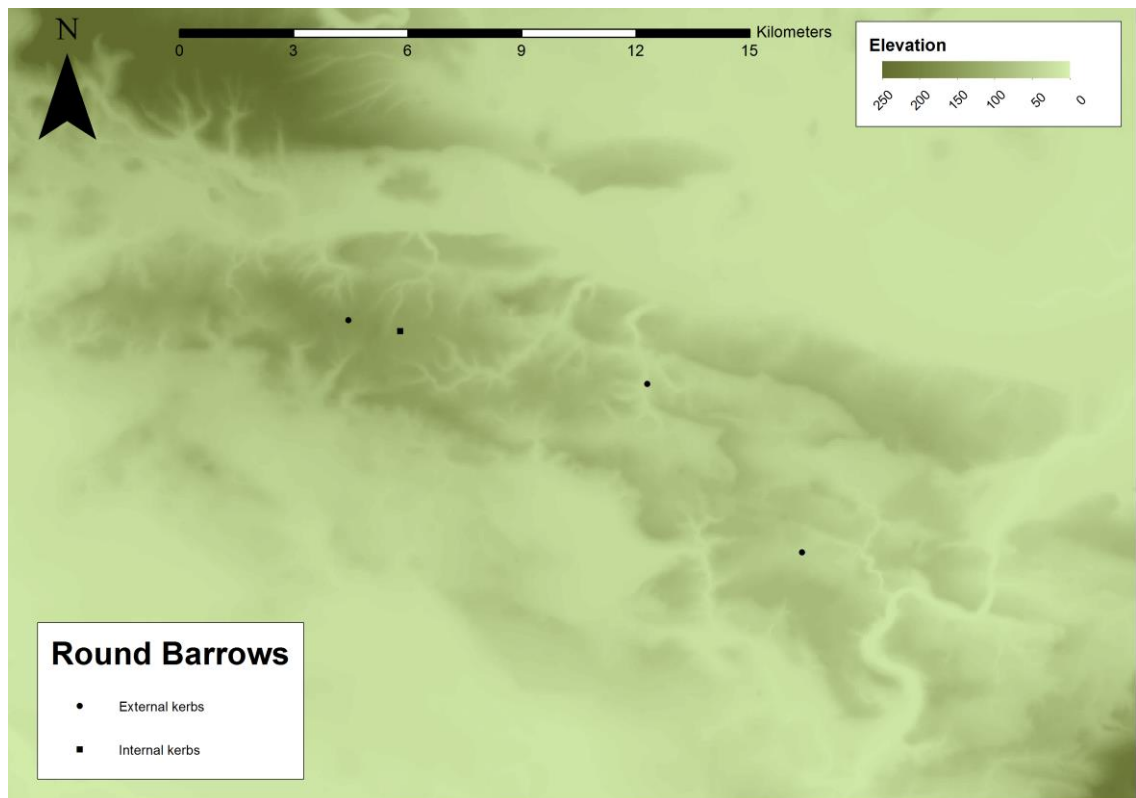 N
Kilometers
0 3 6 9 12 15
Elevation
250 200 150 100 50 0
Round Barrows
External kerbs
Internal kerbs